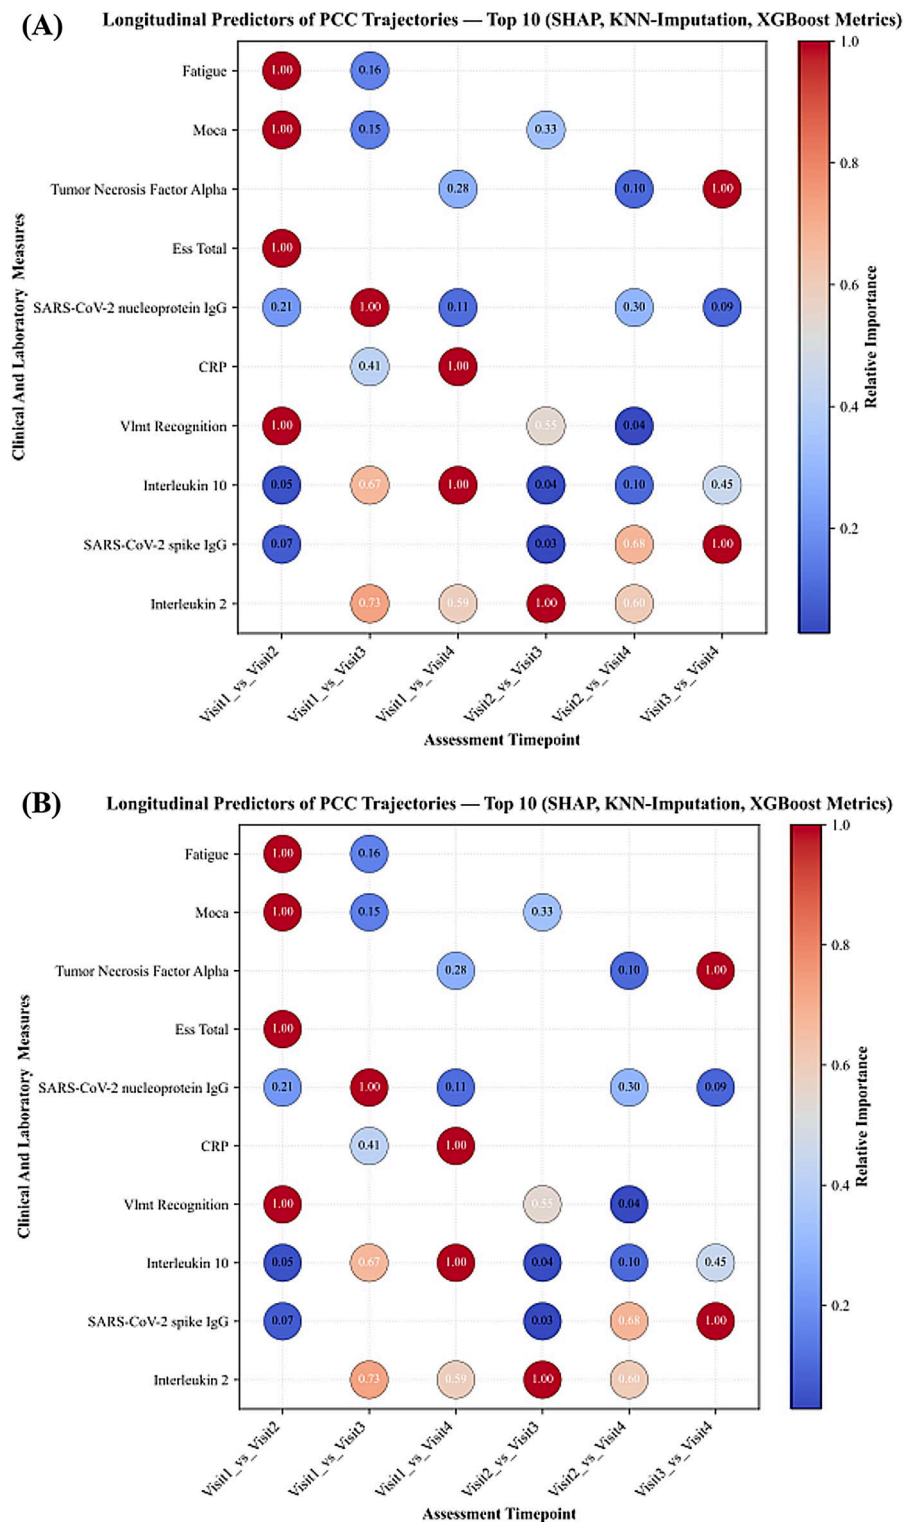 (A)
Longitudinal Predictors of PCC Trajectories — Top 10 (SHAP, KNN-Imputation, XGBoost Metrics)
Clinical And Laboratory Measures
Fatigue 1.00 0.16
Moca 1.00 0.15 0.33
Tumor Necrosis Factor Alpha 0.28 0.10 1.00
Ess Total 1.00
SARS-CoV-2 nucleoprotein IgG 0.21 1.00 0.11 0.30 0.09
CRP 0.41 1.00
Vlmt Recognition 1.00 0.55 0.04
Interleukin 10 0.05 0.67 1.00 0.04 0.10 0.45
SARS-CoV-2 spike IgG 0.07 0.03 0.68 1.00
Interleukin 2 0.73 0.59 1.00 0.60
Visit1_vs_Visit2 Visit1_vs_Visit3 Visit1_vs_Visit4 Visit2_vs_Visit3 Visit2_vs_Visit4 Visit3_vs_Visit4
Assessment Timepoint
1.0
0.8
0.6
0.4
0.2
Relative Importance
(B)
Longitudinal Predictors of PCC Trajectories — Top 10 (SHAP, KNN-Imputation, XGBoost Metrics)
Clinical And Laboratory Measures
Fatigue 1.00 0.16
Moca 1.00 0.15 0.33
Tumor Necrosis Factor Alpha 0.28 0.10 1.00
Ess Total 1.00
SARS-CoV-2 nucleoprotein IgG 0.21 1.00 0.11 0.30 0.09
CRP 0.41 1.00
Vlmt Recognition 1.00 0.55 0.04
Interleukin 10 0.05 0.67 1.00 0.04 0.10 0.45
SARS-CoV-2 spike IgG 0.07 0.03 0.68 1.00
Interleukin 2 0.73 0.59 1.00 0.60
Visit1_vs_Visit2 Visit1_vs_Visit3 Visit1_vs_Visit4 Visit2_vs_Visit3 Visit2_vs_Visit4 Visit3_vs_Visit4
Assessment Timepoint
1.0
0.8
0.6
0.4
0.2
Relative Importance